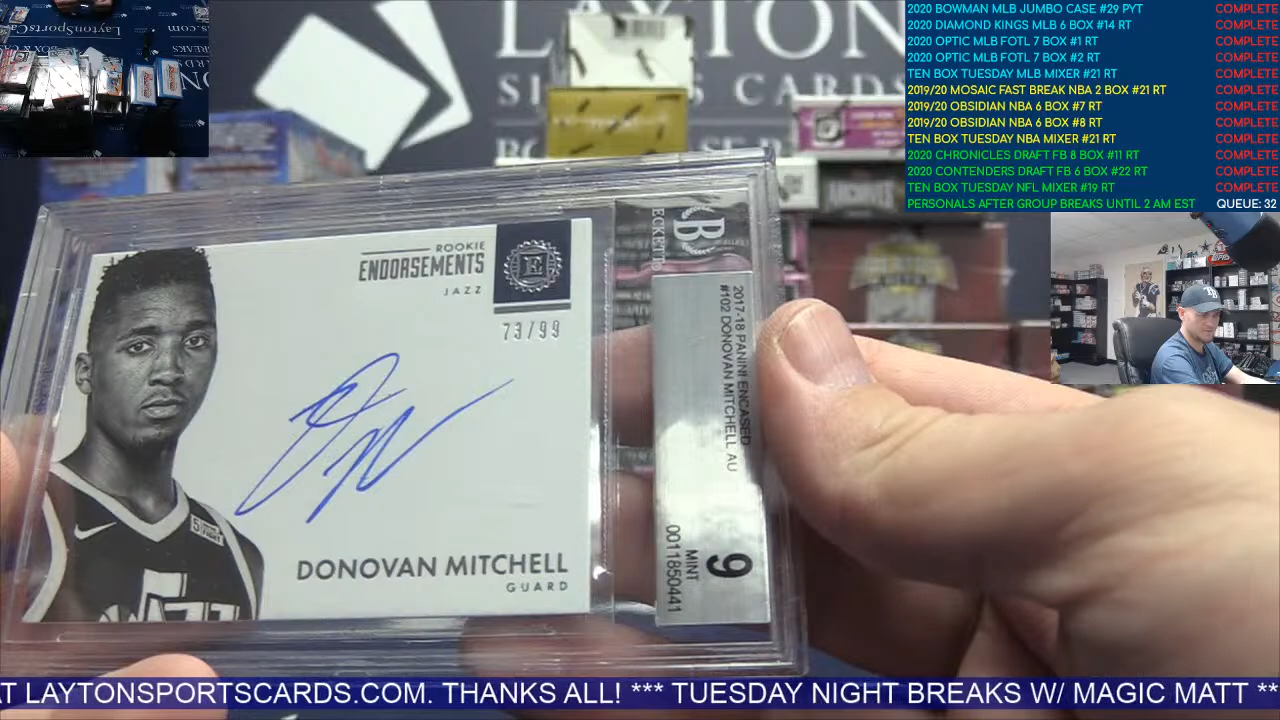 LAYTON
S CARDS
2020 BOWMAN MLB JUMBO CASE #29 PYT COMPLETE
2020 DIAMOND KINGS MLB 6 BOX #14 RT COMPLETE
2020 OPTIC MLB FOTL 7 BOX #1 RT COMPLETE
2020 OPTIC MLB FOTL 7 BOX #2 RT COMPLETE
TEN BOX TUESDAY MLB MIXER #21 RT COMPLETE
2019/20 MOSAIC FAST BREAK NBA 2 BOX #21 RT COMPLETE
2019/20 OBSIDIAN NBA 6 BOX #7 RT COMPLETE
2019/20 OBSIDIAN NBA 6 BOX #8 RT COMPLETE
TEN BOX TUESDAY NBA MIXER #21 RT COMPLETE
2020 CHRONICLES DRAFT FB 8 BOX #11 RT COMPLETE
2020 CONTENDERS DRAFT FB 6 BOX #22 RT COMPLETE
TEN BOX TUESDAY NFL MIXER #19 RT COMPLETE
PERSONALS AFTER GROUP BREAKS UNTIL 2 AM EST QUEUE: 32
ROOKIE
ENDORSEMENTS
JAZZ
E
73/99
DONOVAN MITCHELL
GUARD
B
2017-18 PANINI ENCASED
#102 DONOVAN MITCHELL AU
9
MINT
0011850441
AT LAYTONSPORTSCARDS.COM. THANKS ALL! *** TUESDAY NIGHT BREAKS W/ MAGIC MATT **